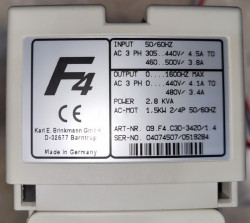 F4
CE
Karl E. Brinkmann GmbH
D-32677 Barntrup
Made in Germany
INPUT 50/60HZ
AC 3 PH 305..440V/ 4.5A TO
460..500V/ 3.8A
OUTPUT 0...1600HZ MAX
AC 3 PH 0...440V/ 4.1A TO
480V/ 3.4A
POWER 2.8 KVA
AC-MOT 1.5KW 2/4P 50/60HZ
ART-NR. 09.F4.C3D-3420/1.4
SER-NO. 04074507/0519284